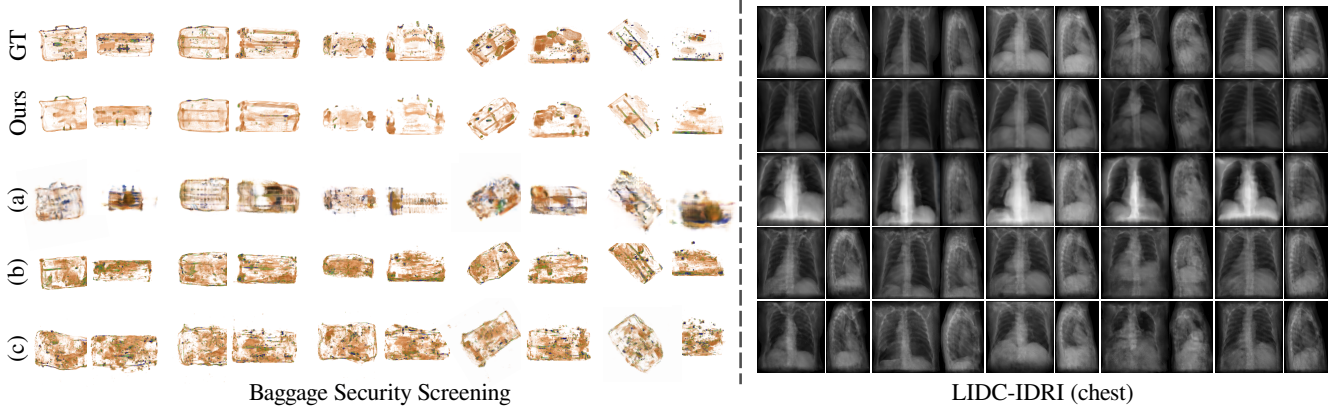 GT
Ours
(a)
(b)
(c)
Baggage Security Screening
LIDC-IDRI (chest)